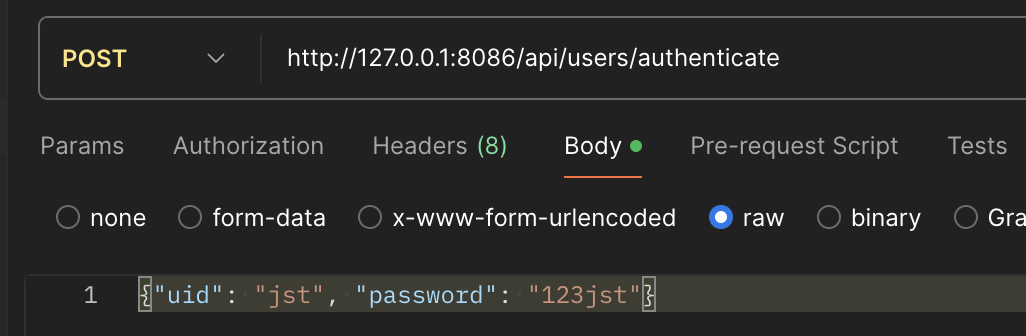 POST http://127.0.0.1:8086/api/users/authenticate
Params Authorization Headers (8) Body Pre-request Script Tests
none form-data x-www-form-urlencoded raw binary Gra
1 {"uid": "jst", "password": "123jst"}